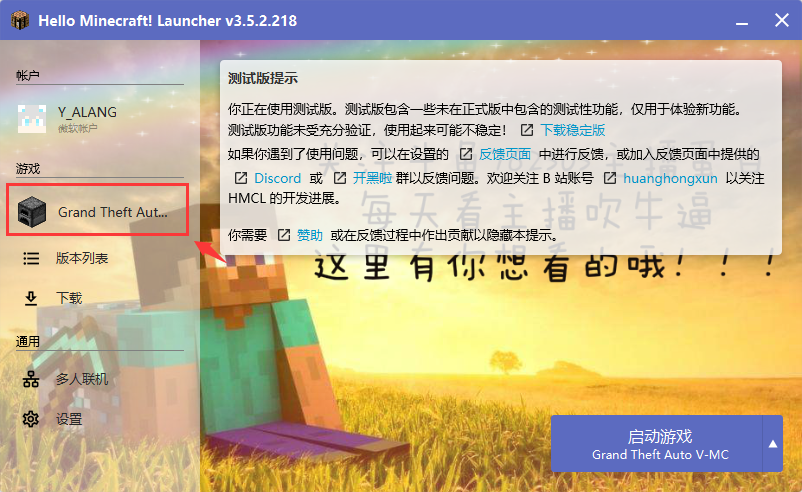 Hello Minecraft! Launcher v3.5.2.218
帐户
Y_ALANG
微软帐户
游戏
Grand Theft Aut...
版本列表
下载
通用
多人联机
设置
测试版提示
你正在使用测试版。测试版包含一些未在正式版中包含的测试性功能，仅用于体验新功能。
测试版功能未受充分验证，使用起来可能不稳定！ 下载稳定版
如果你遇到了使用问题，可以在设置的 反馈页面 中进行反馈，或加入反馈页面中提供的
Discord 或 开黑啦 群以反馈问题。欢迎关注 B 站账号 huanghongxun 以关注
HMCL 的开发进展。
你需要 赞助 或在反馈过程中作出贡献以隐藏本提示。
每天看主播吹牛逼
这里有你想看的哦！！！
启动游戏
Grand Theft Auto V-MC